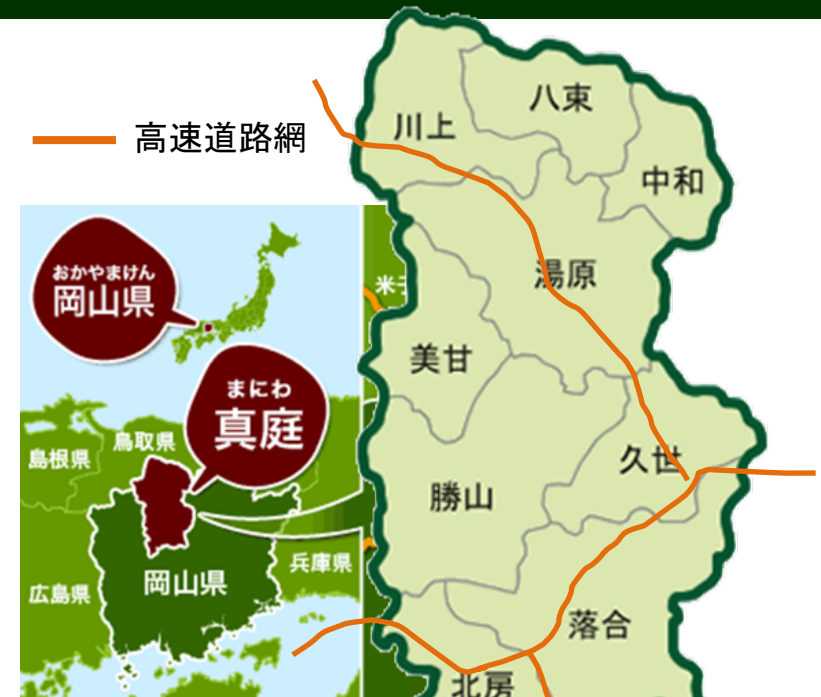 高速道路網
川上
八束
中和
湯原
美甘
久世
勝山
落合
北房
おかやまけん
岡山県
まにわ
真庭
島根県
鳥取県
岡山県
兵庫県
広島県